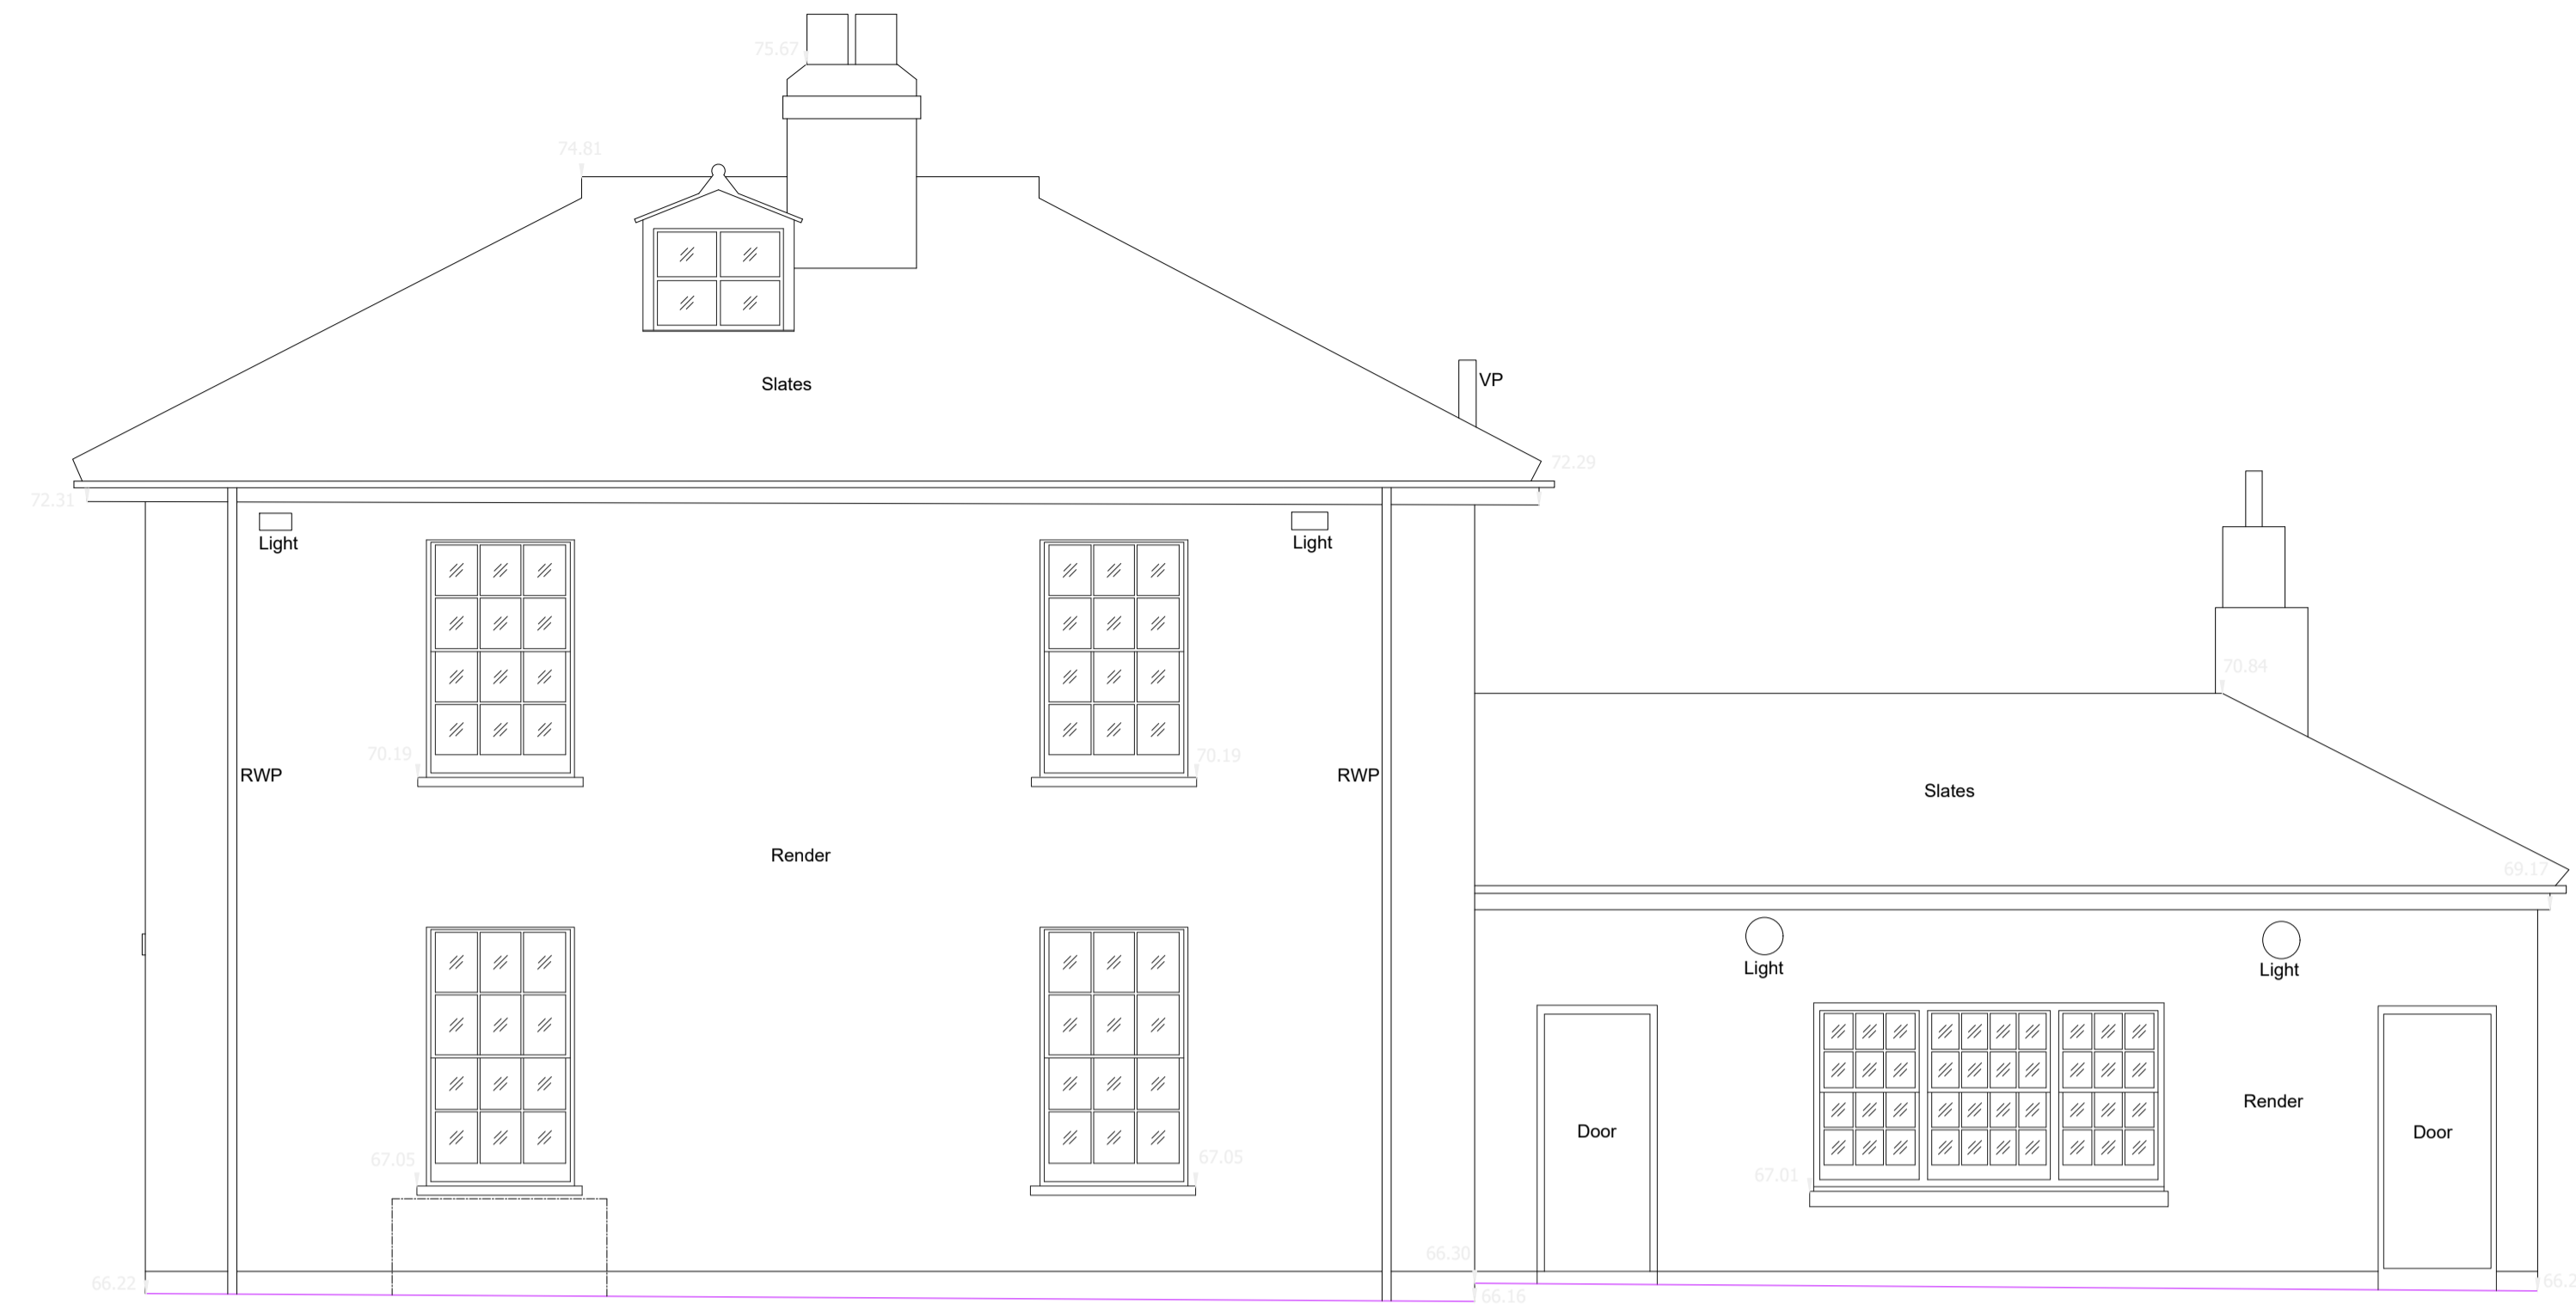 75.67
74.81
Slates
VP
72.29
72.31
Light
Light
70.84
70.19
70.19
RWP
RWP
Slates
Render
69.17
Light
Light
Render
Door
Door
67.05
67.05
67.01
66.30
66.22
66.16